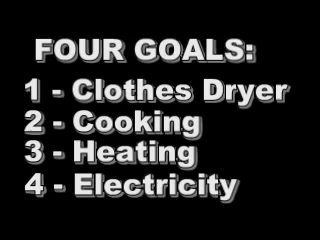 FOUR GOALS:
1 - Clothes Dryer
2 - Cooking
3 - Heating
4 - Electricity